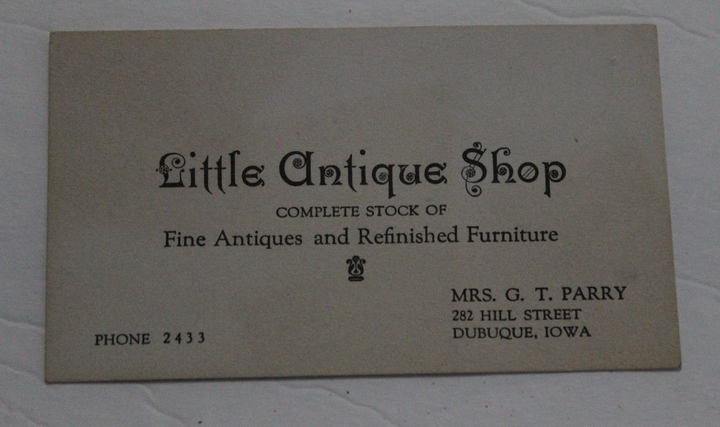 Little Antique Shop
COMPLETE STOCK OF
Fine Antiques and Refinished Furniture
MRS. G. T. PARRY
282 HILL STREET
PHONE 2433
DUBUQUE, IOWA